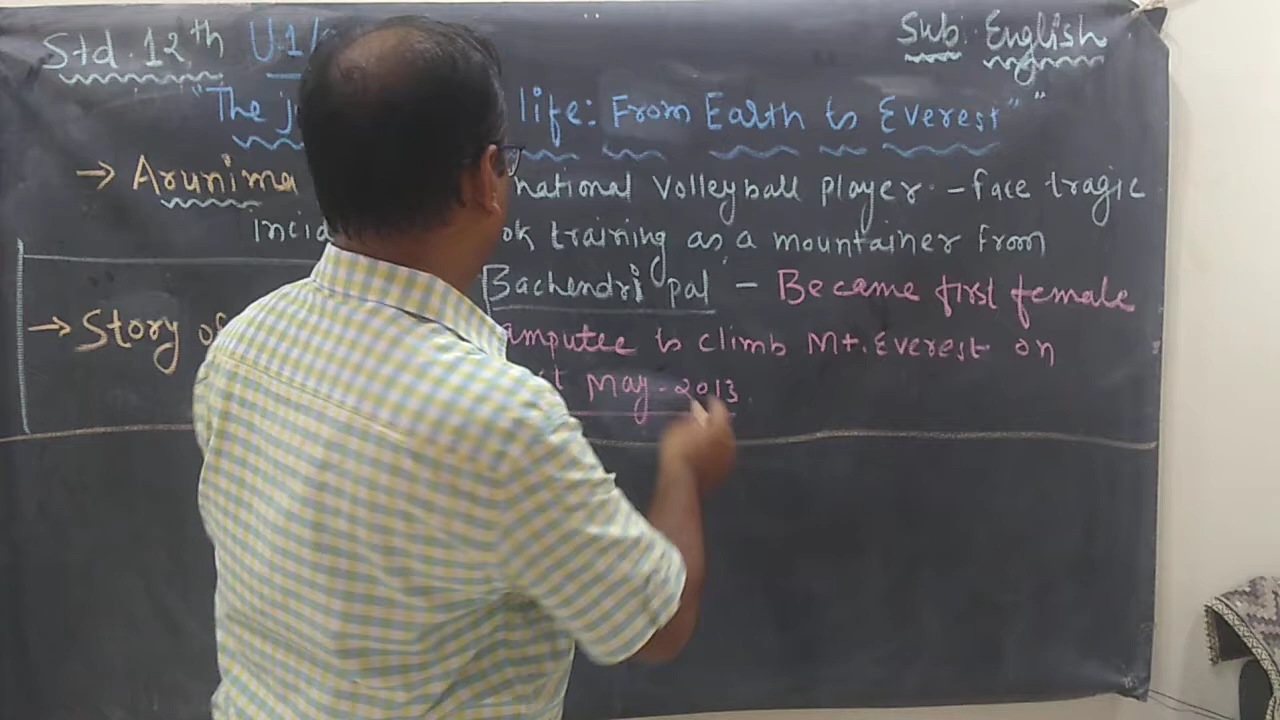 Std. 12th U.1/ Sub: English
"The j life: From Earth to Everest"
→ Arunima national Volleyball player - face tragic
incid ok training as a mountainer from
Bachendri pal - Became first female
→ Story of amputee to climb Mt. Everest on
May-2013